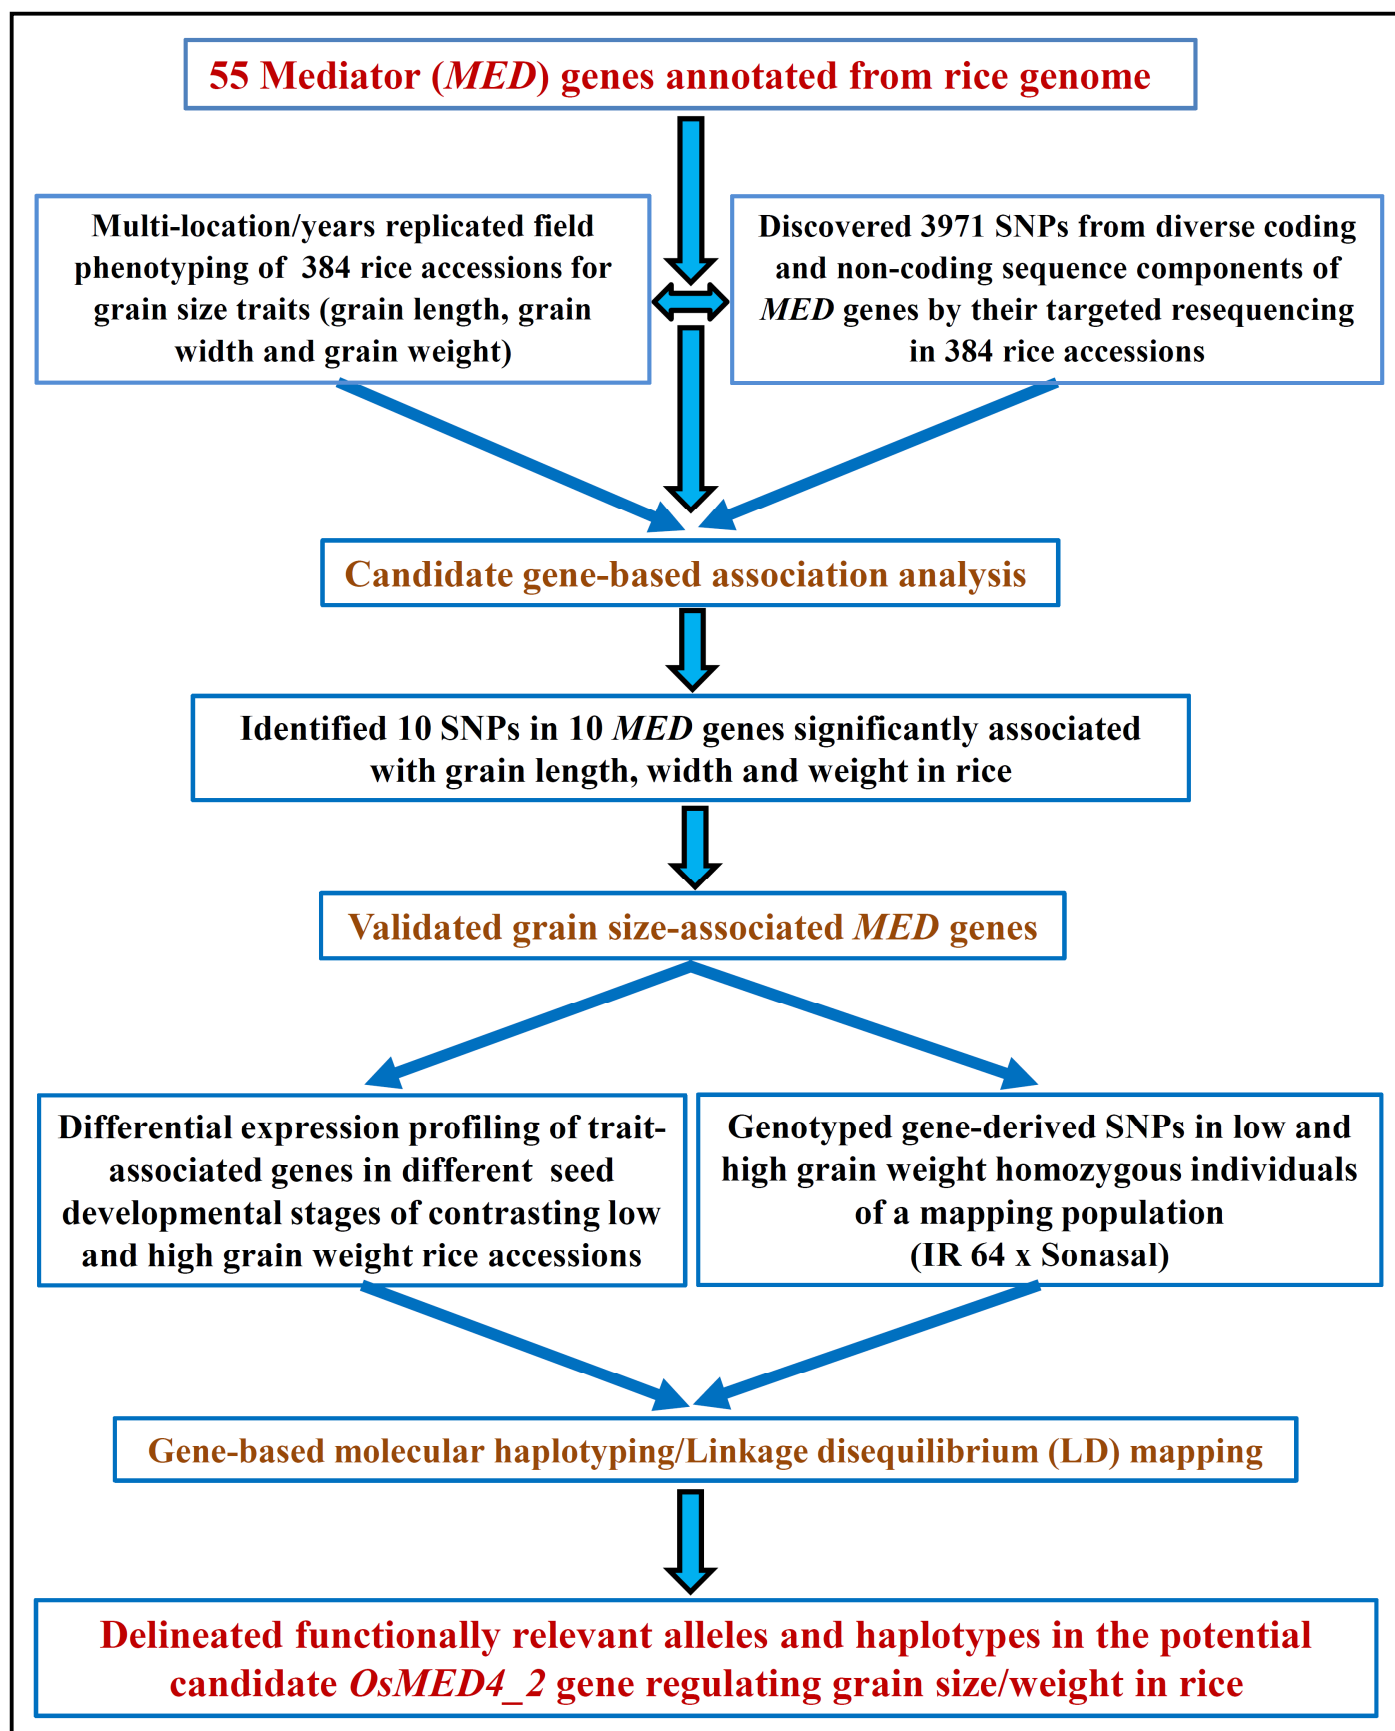 55 Mediator (MED) genes annotated from rice genome
Multi-location/years replicated field
phenotyping of 384 rice accessions for
grain size traits (grain length, grain
width and grain weight)
Discovered 3971 SNPs from diverse coding
and non-coding sequence components of
MED genes by their targeted resequencing
in 384 rice accessions
Candidate gene-based association analysis
Identified 10 SNPs in 10 MED genes significantly associated
with grain length, width and weight in rice
Validated grain size-associated MED genes
Differential expression profiling of trait-
associated genes in different seed
developmental stages of contrasting low
and high grain weight rice accessions
Genotyped gene-derived SNPs in low and
high grain weight homozygous individuals
of a mapping population
(IR 64 x Sonasal)
Gene-based molecular haplotyping/Linkage disequilibrium (LD) mapping
Delineated functionally relevant alleles and haplotypes in the potential
candidate OsMED4_2 gene regulating grain size/weight in rice